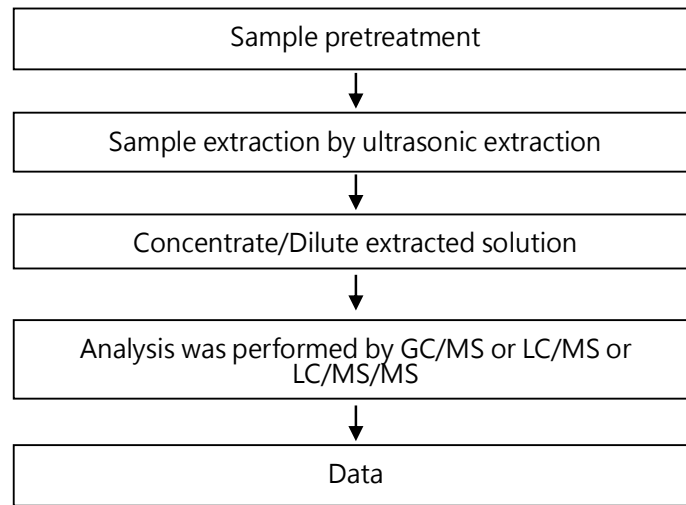 Sample pretreatment
Sample extraction by ultrasonic extraction
Concentrate/Dilute extracted solution
Analysis was performed by GC/MS or LC/MS or
LC/MS/MS
Data